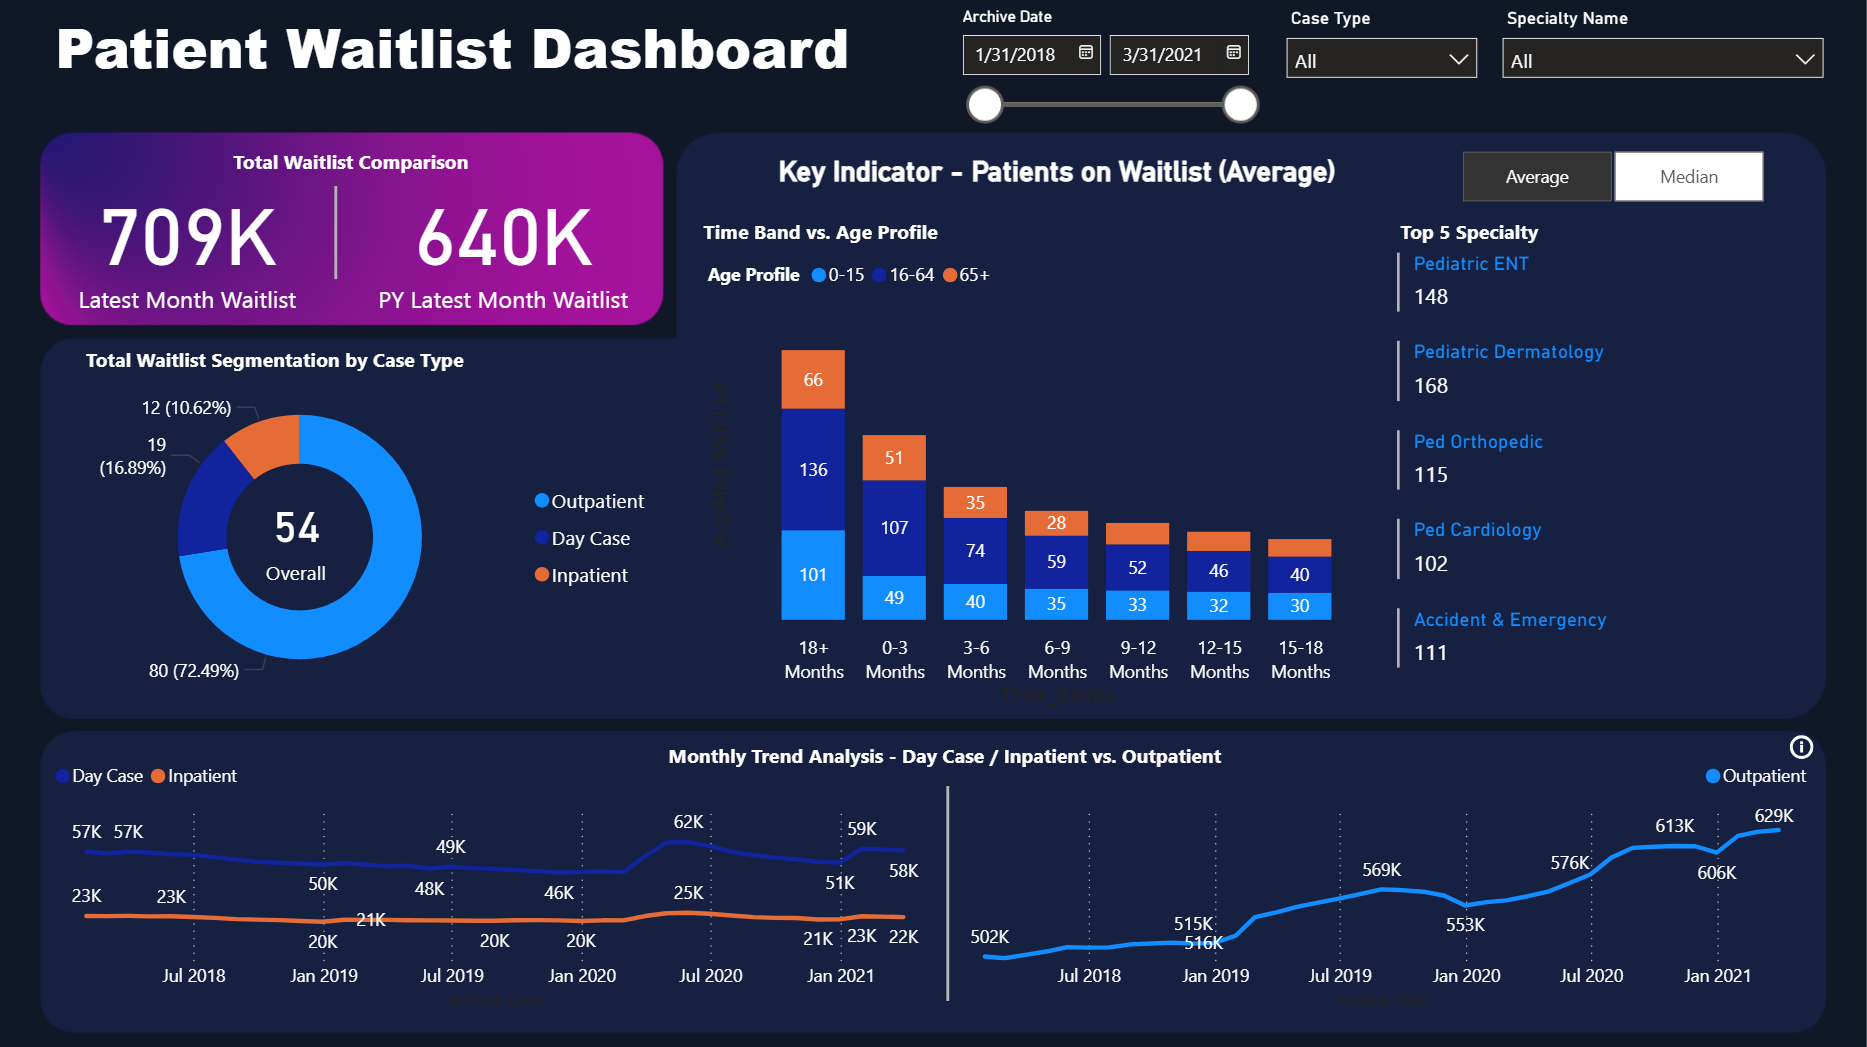 Patient Waitlist Dashboard
Archive Date
1/31/2018
3/31/2021
Case Type
All
Specialty Name
All
Total Waitlist Comparison
709K
Latest Month Waitlist
640K
PY Latest Month Waitlist
Key Indicator - Patients on Waitlist (Average)
Average
Median
Time Band vs. Age Profile
Age Profile 0-15 16-64 65+
66
136
101
51
107
49
35
74
40
28
59
35
52
33
46
32
40
30
18+
Months
0-3
Months
3-6
Months
6-9
Months
9-12
Months
12-15
Months
15-18
Months
Time_Bands
Top 5 Specialty
Pediatric ENT
148
Pediatric Dermatology
168
Ped Orthopedic
115
Ped Cardiology
102
Accident & Emergency
111
Total Waitlist Segmentation by Case Type
12 (10.62%)
19
(16.89%)
80 (72.49%)
54
Overall
Outpatient
Day Case
Inpatient
Monthly Trend Analysis - Day Case / Inpatient vs. Outpatient
Day Case Inpatient
57K 57K
50K
48K
49K
46K
62K
51K
59K
58K
23K
23K
20K
21K
20K
20K
25K
21K
23K
22K
Jul 2018
Jan 2019
Jul 2019
Jan 2020
Jul 2020
Jan 2021
Outpatient
502K
515K
516K
569K
553K
576K
613K
606K
629K
Jul 2018
Jan 2019
Jul 2019
Jan 2020
Jul 2020
Jan 2021